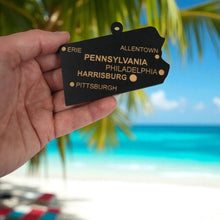 ERIE
ALLENTOWN
PENNSYLVANIA
PHILADELPHIA
HARRISBURG
PITTSBURGH